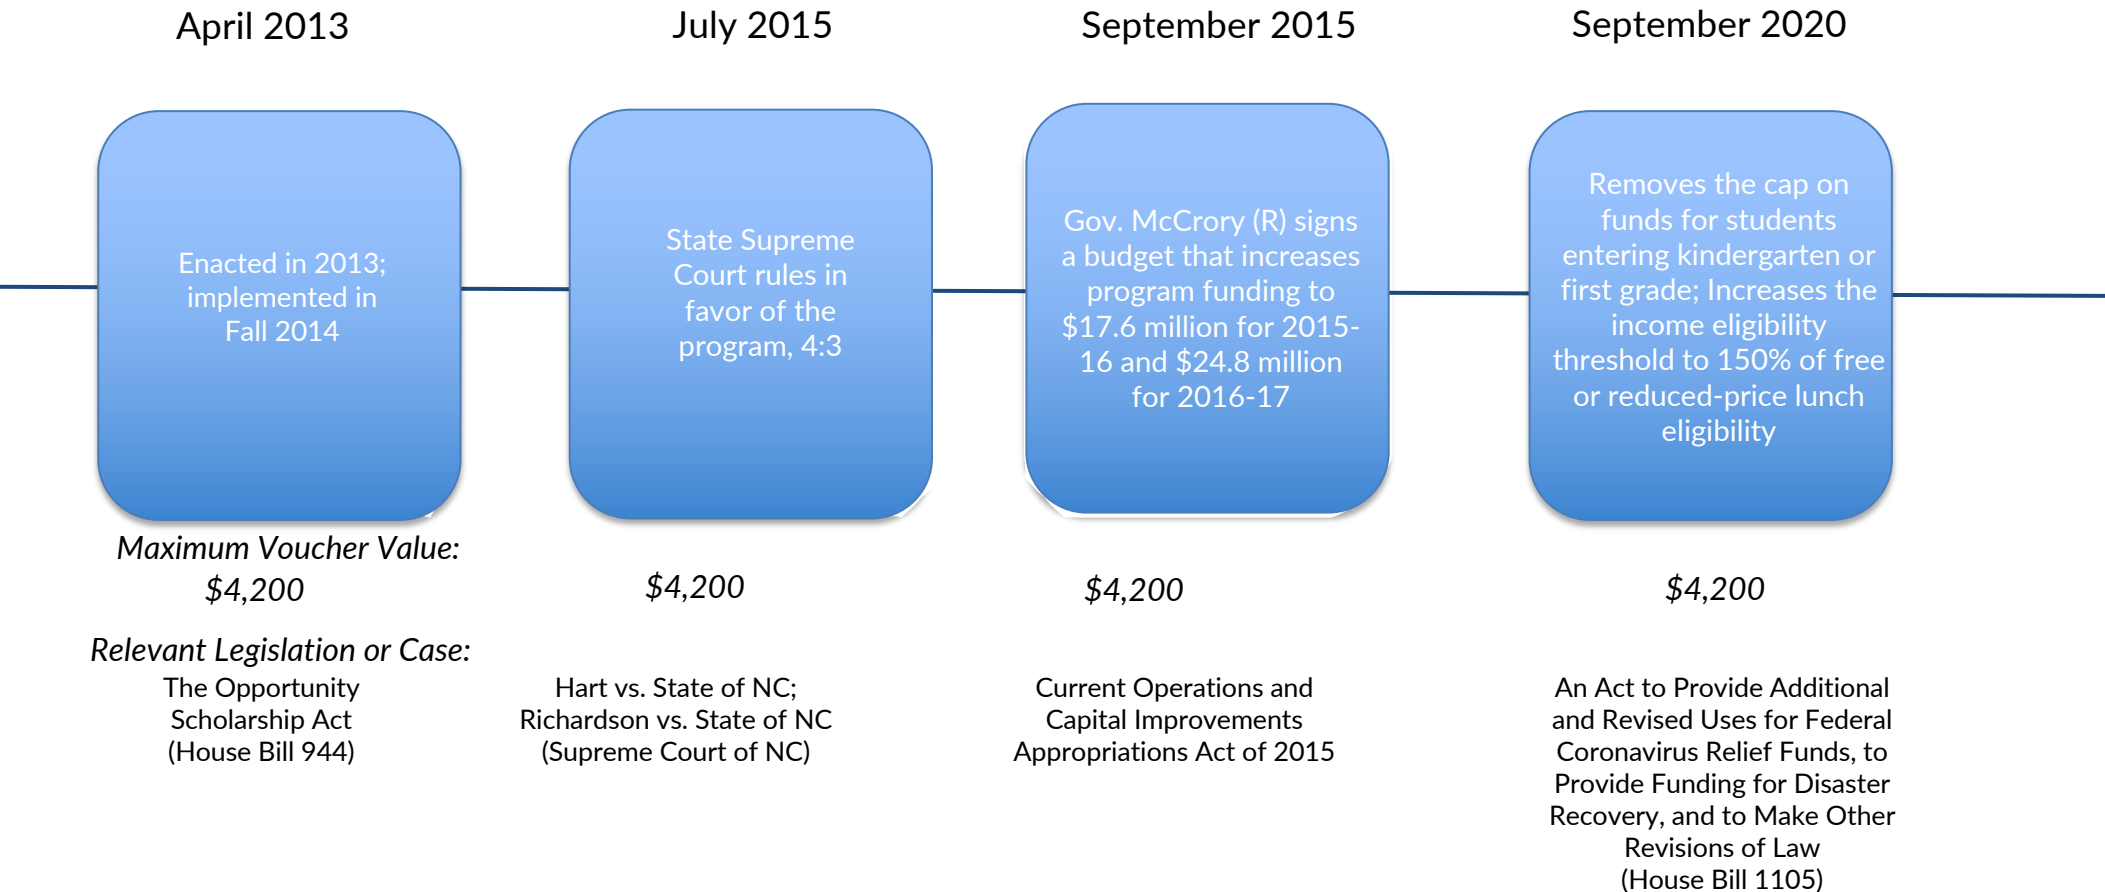 April 2013
July 2015
September 2015
September 2020
Enacted in 2013;
implemented in
Fall 2014
State Supreme
Court rules in
favor of the
program, 4:3
Gov. McCrory (R) signs
a budget that increases
program funding to
$17.6 million for 2015-
16 and $24.8 million
for 2016-17
Removes the cap on
funds for students
entering kindergarten or
first grade; Increases the
income eligibility
threshold to 150% of free
or reduced-price lunch
eligibility
Maximum Voucher Value:
$4,200
$4,200
$4,200
$4,200
Relevant Legislation or Case:
The Opportunity
Scholarship Act
(House Bill 944)
Hart vs. State of NC;
Richardson vs. State of NC
(Supreme Court of NC)
Current Operations and
Capital Improvements
Appropriations Act of 2015
An Act to Provide Additional
and Revised Uses for Federal
Coronavirus Relief Funds, to
Provide Funding for Disaster
Recovery, and to Make Other
Revisions of Law
(House Bill 1105)